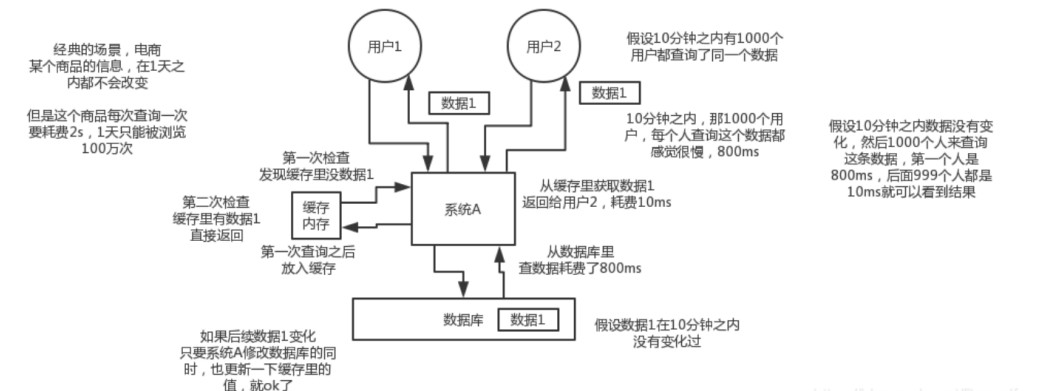 经典的场景，电商
某个商品的信息，在1天之
内都不会改变
但是这个商品每次查询一次
要耗费2s，1天只能被浏览
100万次
用户1
用户2
数据1
数据1
假设10分钟之内有1000个
用户都查询了同一个数据
10分钟之内，那1000个用
户，每个人查询这个数据都
感觉很慢，800ms
假设10分钟之内数据没有变
化，然后1000个人来查询
这条数据，第一个人是
800ms，后面999个人都是
10ms就可以看到结果
第一次检查
发现缓存里没数据1
第二次检查
缓存里有数据1
直接返回
缓存
内存
系统A
从缓存里获取数据1
返回给用户2，耗费10ms
第一次查询之后
放入缓存
从数据库里
查数据耗费了800ms
数据库
数据1
假设数据1在10分钟之内
没有变化过
如果后续数据1变化
只要系统A修改数据库的同
时，也更新一下缓存里的
值，就ok了